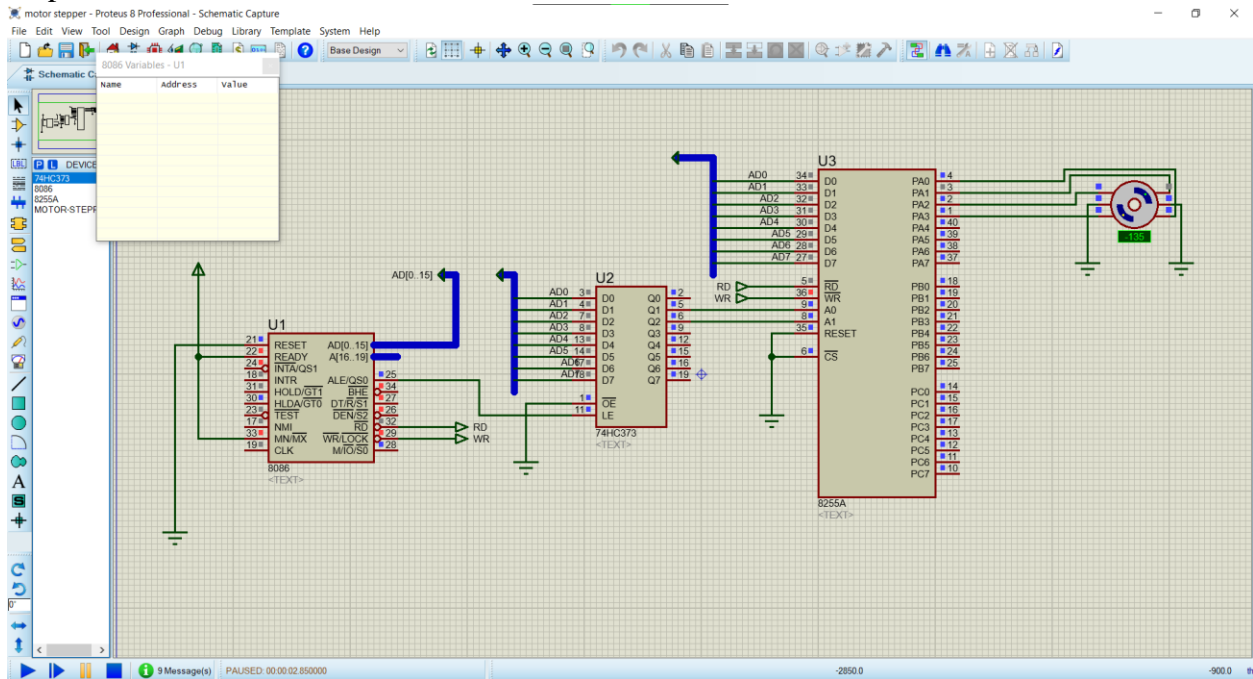 motor stepper - Proteus 8 Professional - Schematic Capture
File Edit View Tool Design Graph Debug Library Template System Help
Base Design
Schematic C
8086 Variables - U1
Name Address Value
P L DEVICE
74HC373
8086
8255A
MOTOR-STEPP
LBL
A
S
0°
U1
21 RESET AD[0..15]
22 READY A[16..19]
24 INTA/QS1
18 INTR ALE/QS0 25
31 HOLD/GT1 BHE 34
30 HLDA/GT0 DT/R/S1 27
23 TEST DEN/S2 26
17 NMI RD 32
33 MN/MX WR/LOCK 29
19 CLK M/IO/S0 28
8086
<TEXT>
AD[0..15]
RD
WR
U2
AD0 3 D0 Q0 2
AD1 4 D1 Q1 5
AD2 7 D2 Q2 6
AD3 8 D3 Q3 9
AD4 13 D4 Q4 12
AD5 14 D5 Q5 15
AD6 17 D6 Q6 16
AD7 18 D7 Q7 19
1 OE
11 LE
74HC373
<TEXT>
U3
AD0 34 D0 PA0 4
AD1 33 D1 PA1 3
AD2 32 D2 PA2 2
AD3 31 D3 PA3 1
AD4 30 D4 PA4 40
AD5 29 D5 PA5 39
AD6 28 D6 PA6 38
AD7 27 D7 PA7 37
RD 5 RD PB0 18
WR 36 WR PB1 19
9 A0 PB2 20
8 A1 PB3 21
35 RESET PB4 22
PB5 23
6 CS PB6 24
PB7 25
PC0 14
PC1 15
PC2 16
PC3 17
PC4 13
PC5 12
PC6 11
PC7 10
8255A
<TEXT>
-135
9 Message(s) PAUSED: 00:00:02.850000 -2850.0 -900.0 th